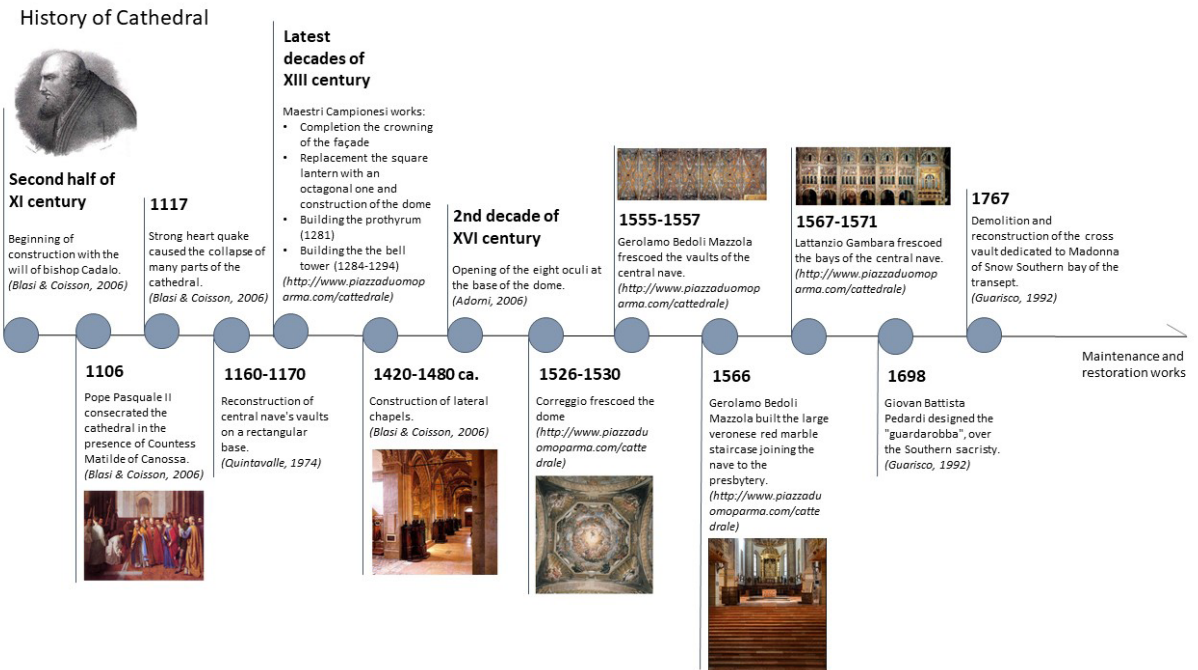 History of Cathedral
Second half of
XI century
Beginning of
construction with the
will of bishop Cadalo.
(Blasi & Coisson, 2006)
1106
Pope Pasquale II
consecrated the
cathedral in the
presence of Countess
Matilde of Canossa.
(Blasi & Coisson, 2006)
1117
Strong heart quake
caused the collapse of
many parts of the
cathedral.
(Blasi & Coisson, 2006)
1160-1170
Reconstruction of
central nave's vaults
on a rectangular
base.
(Quintavalle, 1974)
Latest
decades of
XIII century
Maestri Campionesi works:
• Completion the crowning
of the façade
• Replacement the square
lantern with an
octagonal one and
construction of the dome
• Building the prothyrum
(1281)
• Building the the bell
tower (1284-1294)
(http://www.piazzaduomop
arma.com/cattedrale)
1420-1480 ca.
Construction of lateral
chapels.
(Blasi & Coisson, 2006)
2nd decade of
XVI century
Opening of the eight oculi at
the base of the dome.
(Adorni, 2006)
1526-1530
Correggio frescoed the
dome
(http://www.piazzadu
omoparma.com/catte
drale)
1555-1557
Gerolamo Bedoli Mazzola
frescoed the vaults of the
central nave.
(http://www.piazzaduomop
arma.com/cattedrale)
1566
Gerolamo Bedoli
Mazzola built the large
veronese red marble
staircase joining the
nave to the
presbytery.
(http://www.piazzadu
omoparma.com/catte
drale)
1567-1571
Lattanzio Gambara frescoed
the bays of the central nave.
(http://www.piazzaduomop
arma.com/cattedrale)
1698
Giovan Battista
Pedardi designed the
"guardarobba", over
the Southern sacristy.
(Guarisco, 1992)
1767
Demolition and
reconstruction of the cross
vault dedicated to Madonna
of Snow Southern bay of the
transept.
(Guarisco, 1992)
Maintenance and
restoration works